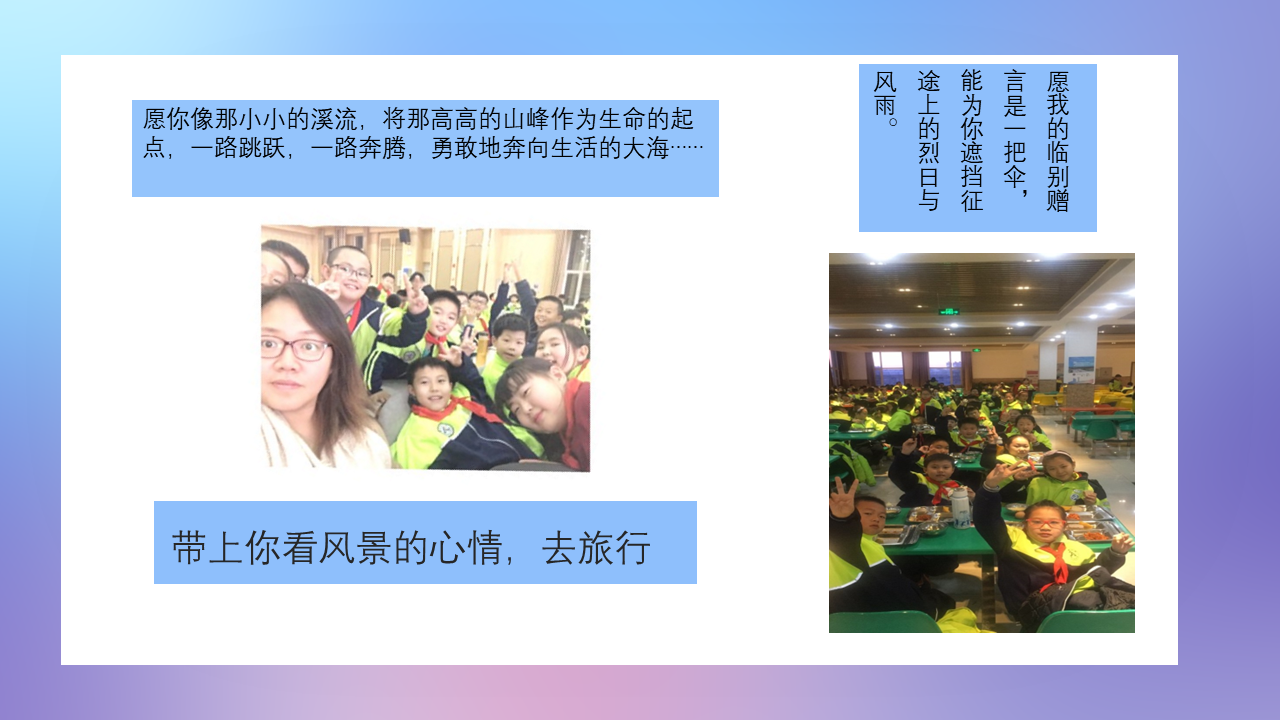 愿你像那小小的溪流，将那高高的山峰作为生命的起
点，一路跳跃，一路奔腾，勇敢地奔向生活的大海……
带上你看风景的心情，去旅行
愿我的临别赠
言是一把伞，
能为你遮挡征
途上的烈日与
风雨。